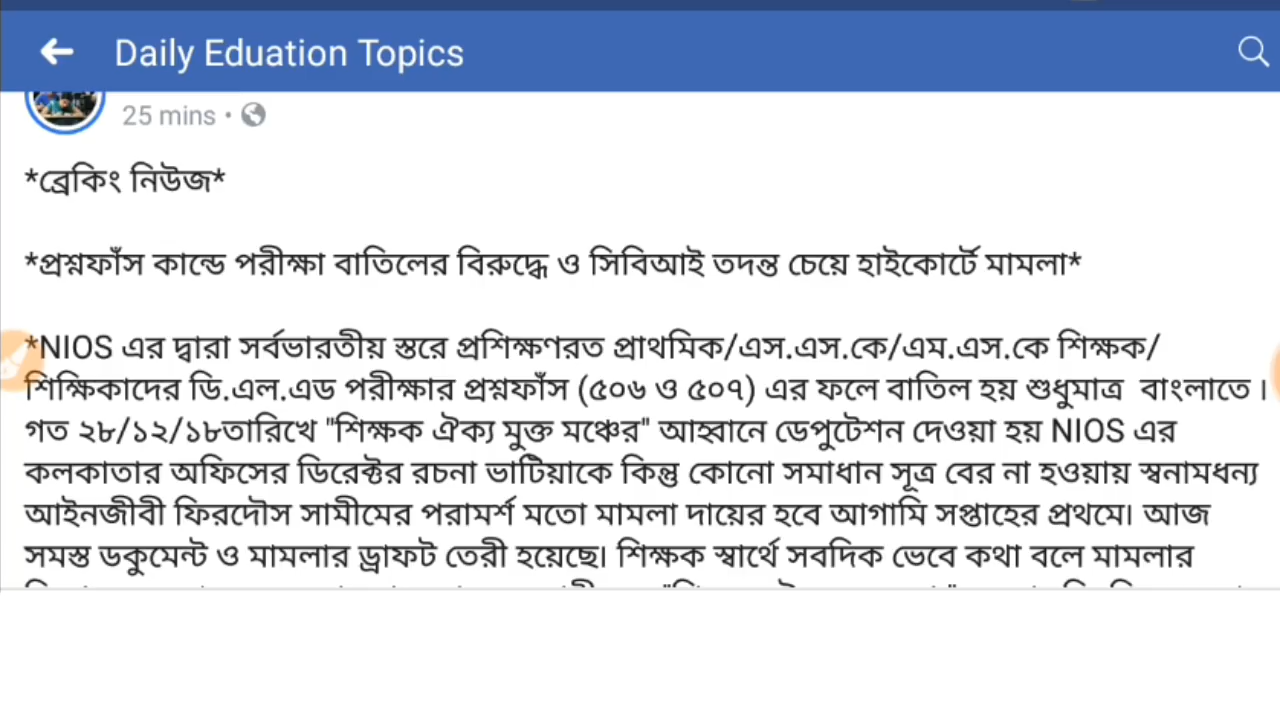 Daily Eduation Topics
25 mins •
*ব্রেকিং নিউজ*
*প্রশ্নফাঁস কান্ডে পরীক্ষা বাতিলের বিরুদ্ধে ও সিবিআই তদন্ত চেয়ে হাইকোর্টে মামলা*
*NIOS এর দ্বারা সর্বভারতীয় স্তরে প্রশিক্ষণরত প্রাথমিক/এস.এস.কে/এম.এস.কে শিক্ষক/
শিক্ষিকাদের ডি.এল.এড পরীক্ষার প্রশ্নফাঁস (৫০৬ ও ৫০৭) এর ফলে বাতিল হয় শুধুমাত্র বাংলাতে ।
গত ২৮/১২/১৮তারিখে "শিক্ষক ঐক্য মুক্ত মঞ্চের" আহ্বানে ডেপুটেশন দেওয়া হয় NIOS এর
কলকাতার অফিসের ডিরেক্টর রচনা ভাটিয়াকে কিন্তু কোনো সমাধান সূত্র বের না হওয়ায় স্বনামধন্য
আইনজীবী ফিরদৌস সামীমের পরামর্শ মতো মামলা দায়ের হবে আগামি সপ্তাহের প্রথমে। আজ
সমস্ত ডকুমেন্ট ও মামলার ড্রাফট তেরী হয়েছে। শিক্ষক স্বার্থে সবদিক ভেবে কথা বলে মামলার